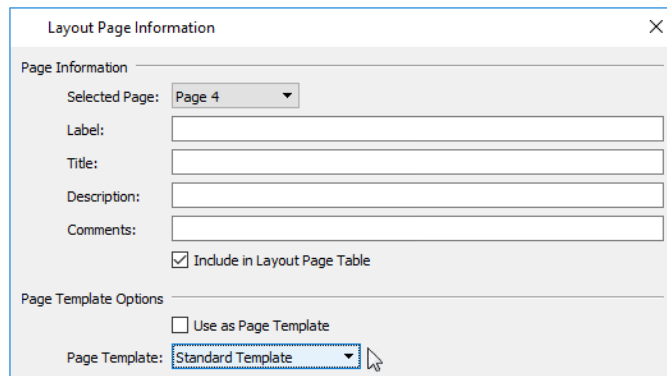 Layout Page Information
Page Information
Selected Page: Page 4
Label:
Title:
Description:
Comments:
Include in Layout Page Table
Page Template Options
Use as Page Template
Page Template: Standard Template